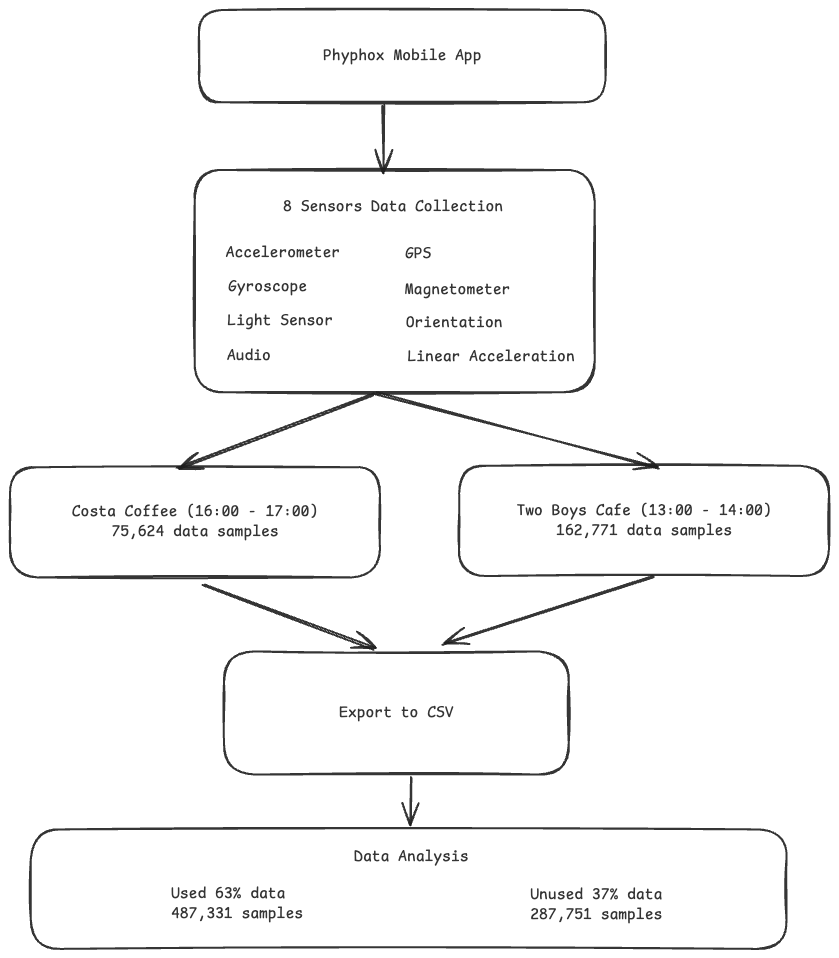 Phyphox Mobile App
8 Sensors Data Collection
Accelerometer
GPS
Gyroscope
Magnetometer
Light Sensor
Orientation
Audio
Linear Acceleration
Costa Coffee (16:00 - 17:00)
75,624 data samples
Two Boys Cafe (13:00 - 14:00)
162,771 data samples
Export to CSV
Data Analysis
Used 63% data
487,331 samples
Unused 37% data
287,751 samples